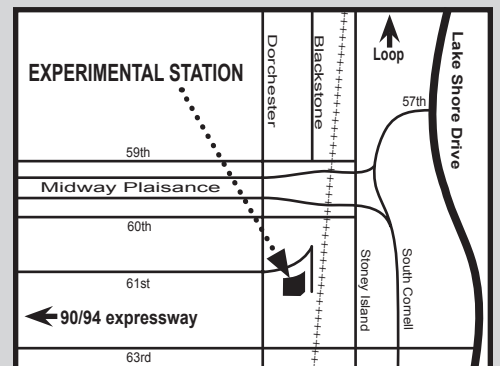 Loop
Dorchester
Blackstone
Lake Shore Drive
EXPERIMENTAL STATION
57th
59th
Midway Plaisance
60th
Stoney Island
South Cornell
61st
90/94 expressway
63rd